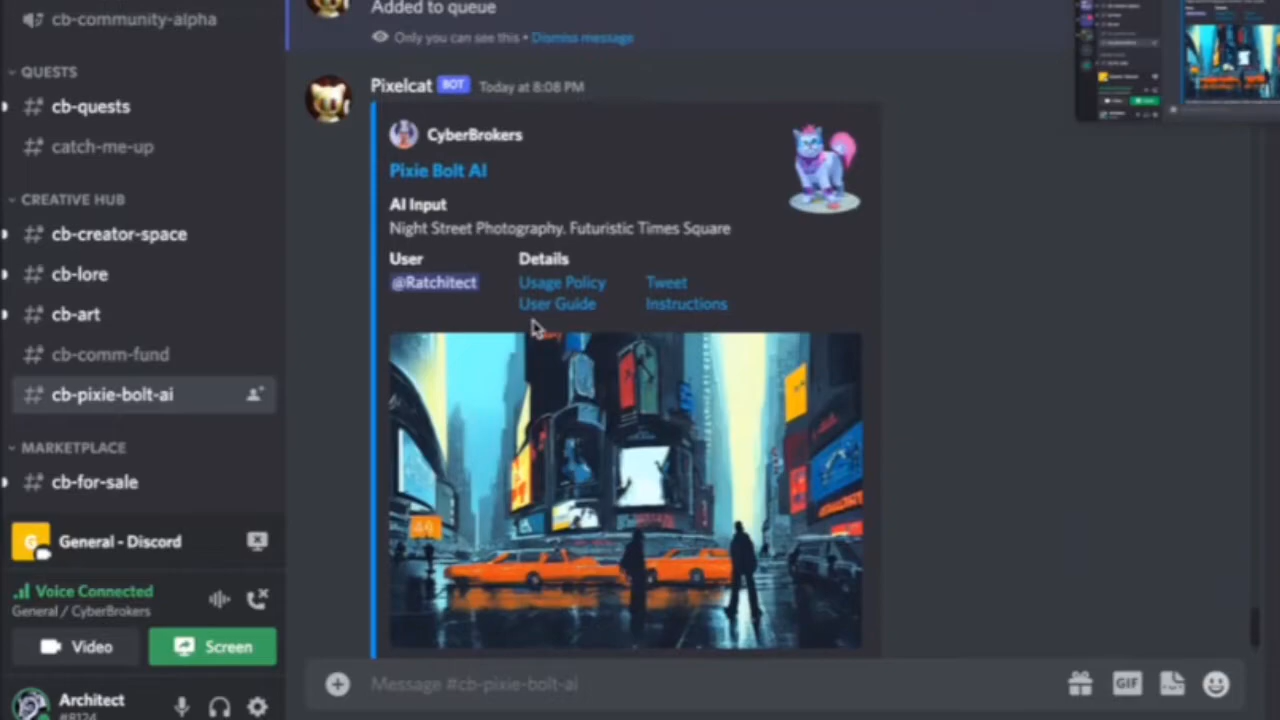 cb-community-alpha
QUESTS
cb-quests
catch-me-up
CREATIVE HUB
cb-creator-space
cb-lore
cb-art
cb-comm-fund
cb-pixie-bolt-ai
MARKETPLACE
cb-for-sale
G General - Discord
Voice Connected
General / CyberBrokers
Video Screen
Architect
#8124
Added to queue
Only you can see this • Dismiss message
Pixelcat BOT Today at 8:08 PM
CyberBrokers
Pixie Bolt AI
AI Input
Night Street Photography. Futuristic Times Square
User Details
@Ratchitect Usage Policy Tweet
User Guide Instructions
Message #cb-pixie-bolt-ai
GIF